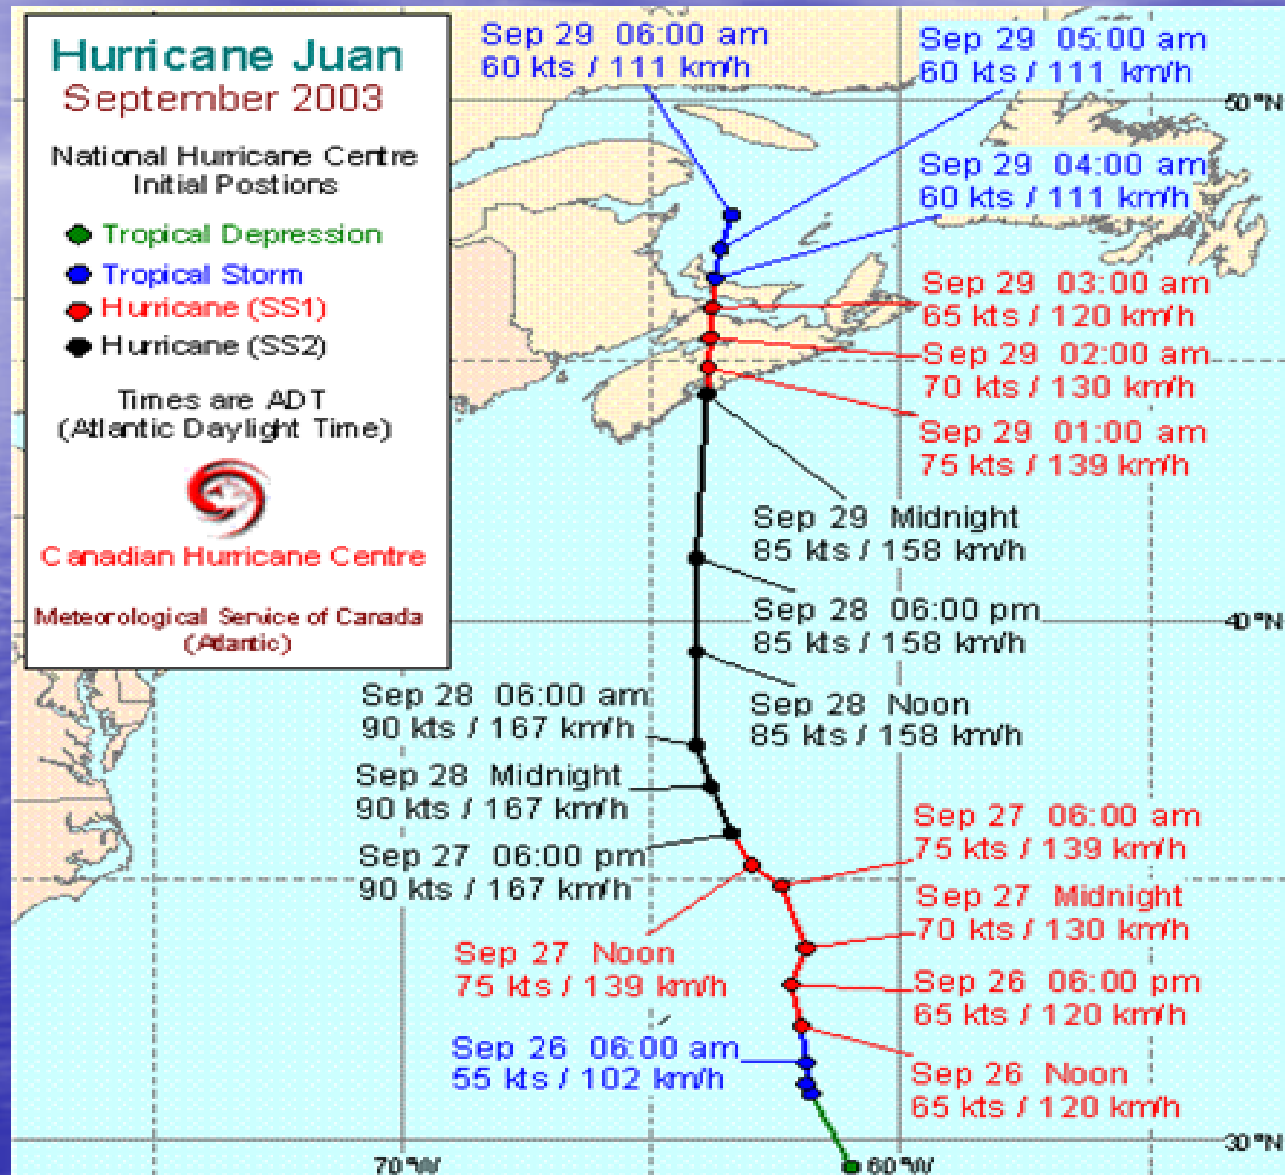 Hurricane Juan
September 2003
National Hurricane Centre
Initial Postions
Tropical Depression
Tropical Storm
Hurricane (SS1)
Hurricane (SS2)
Times are ADT
(Atlantic Daylight Time)
Canadian Hurricane Centre
Meteorological Service of Canada
(Atlantic)
Sep 29 06:00 am
60 kts / 111 km/h
Sep 29 05:00 am
60 kts / 111 km/h
50°N
Sep 29 04:00 am
60 kts / 111 km/h
Sep 29 03:00 am
65 kts / 120 km/h
Sep 29 02:00 am
70 kts / 130 km/h
Sep 29 01:00 am
75 kts / 139 km/h
Sep 29 Midnight
85 kts / 158 km/h
Sep 28 06:00 pm
85 kts / 158 km/h
40°N
Sep 28 Noon
85 kts / 158 km/h
Sep 28 06:00 am
90 kts / 167 km/h
Sep 28 Midnight
90 kts / 167 km/h
Sep 27 06:00 pm
90 kts / 167 km/h
Sep 27 06:00 am
75 kts / 139 km/h
Sep 27 Midnight
70 kts / 130 km/h
Sep 27 Noon
75 kts / 139 km/h
Sep 26 06:00 pm
65 kts / 120 km/h
Sep 26 06:00 am
55 kts / 102 km/h
Sep 26 Noon
65 kts / 120 km/h
30°N
70°W
60°W